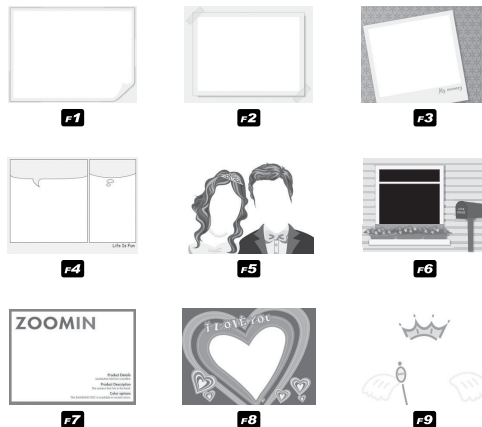 My memory
F1
F2
F3
Life Is Fun
F4
F5
F6
ZOOMIN
Product Details
Product Description
Color options
F7
I LOVE YOU
F8
F9